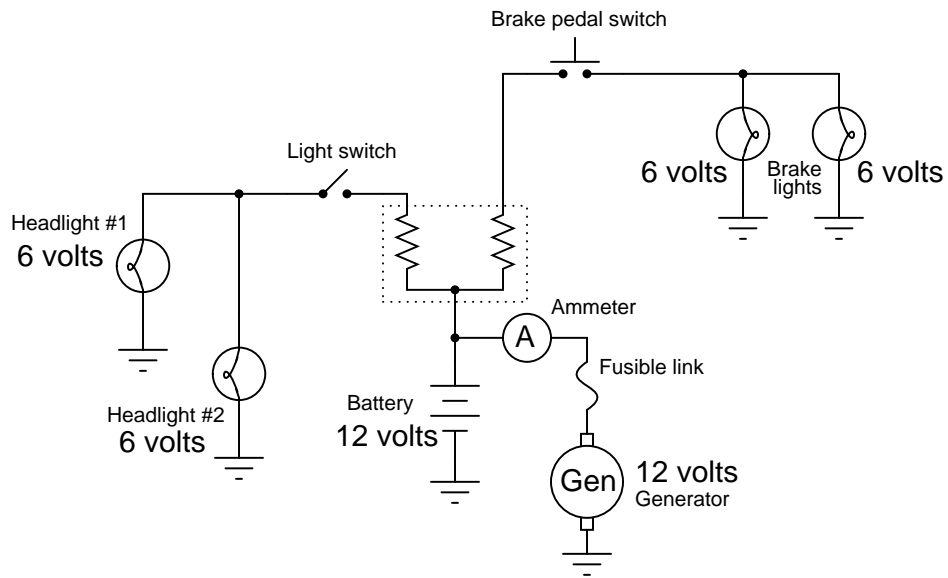 Brake pedal switch
Light switch
6 volts
Brake
lights
6 volts
Headlight #1
6 volts
Ammeter
A
Fusible link
Headlight #2
6 volts
Battery
12 volts
Gen
12 volts
Generator